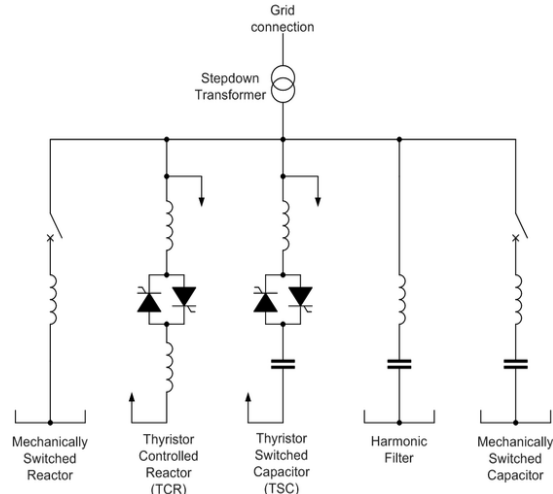 Grid
connection
Stepdown
Transformer
Mechanically
Switched
Reactor
Thyristor
Controlled
Reactor
(TCR)
Thyristor
Switched
Capacitor
(TSC)
Harmonic
Filter
Mechanically
Switched
Capacitor